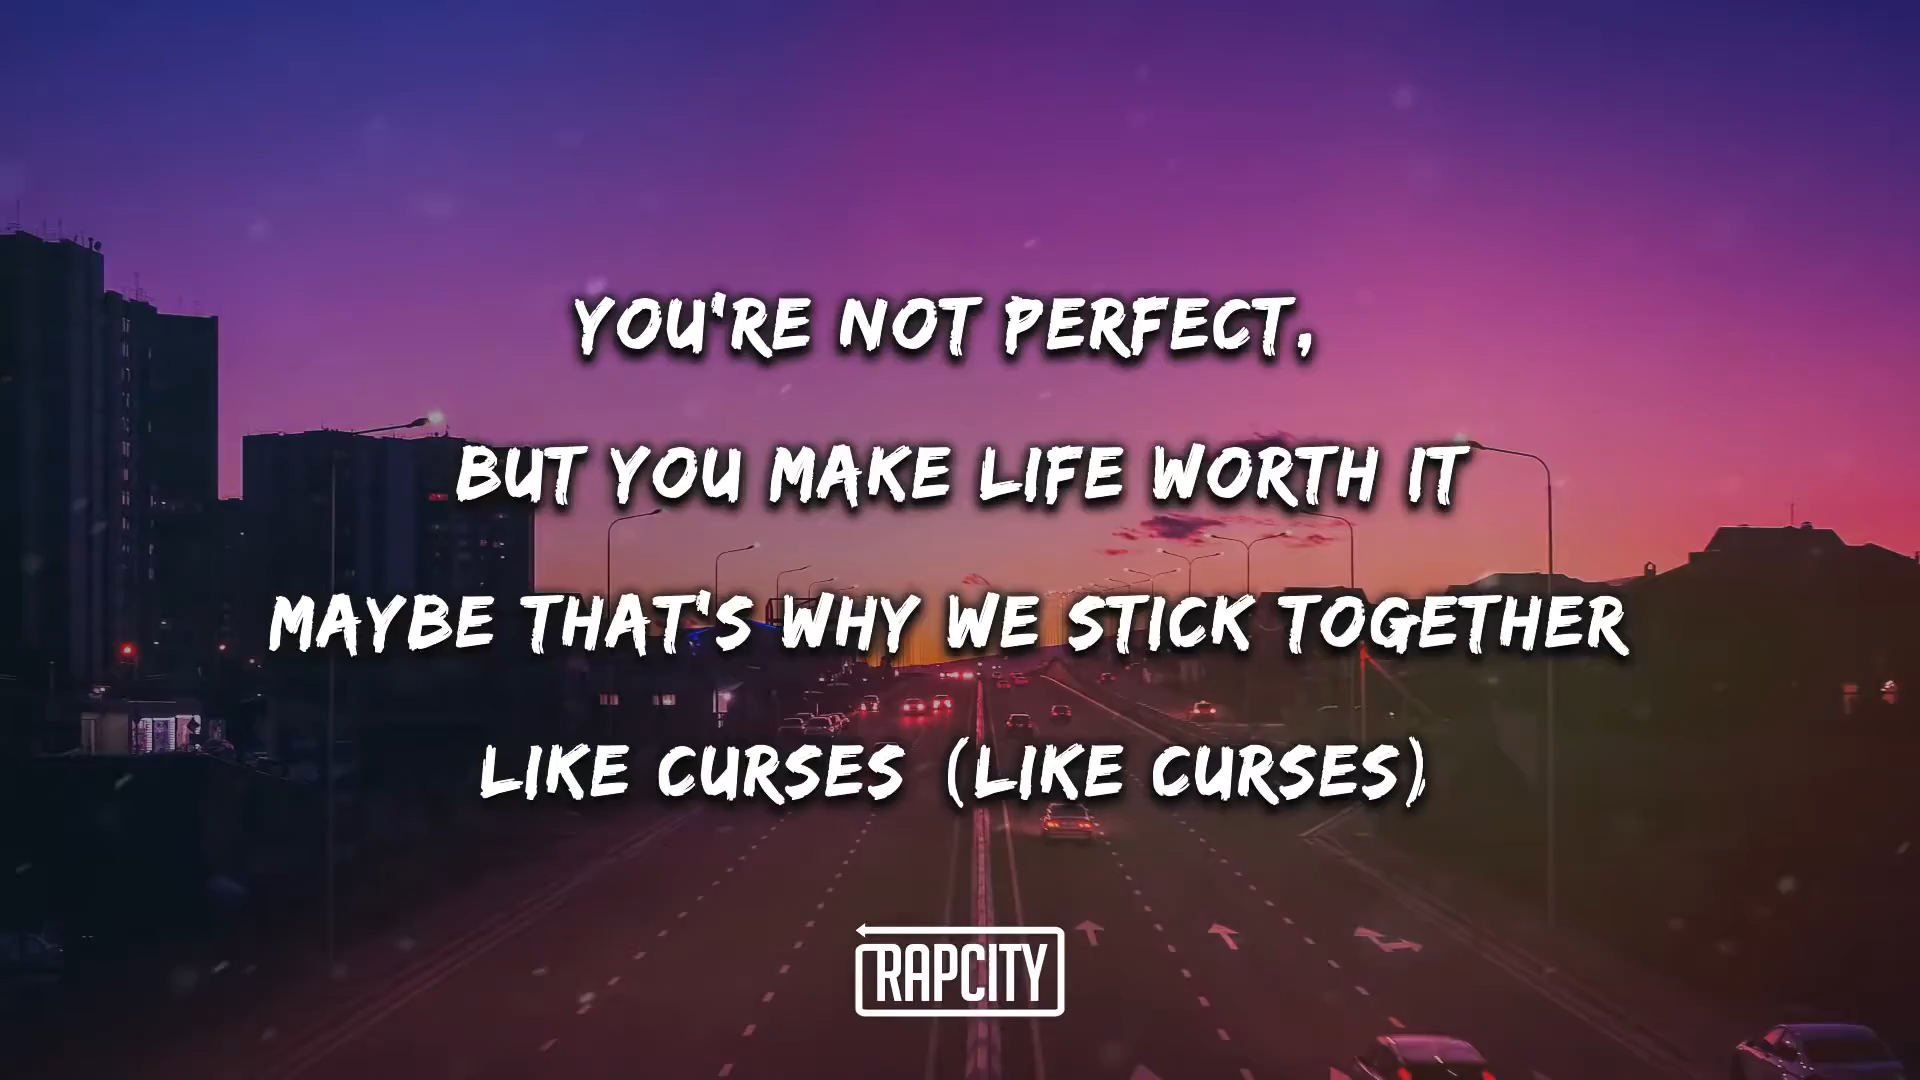 YOU'RE NOT PERFECT,
BUT YOU MAKE LIFE WORTH IT
MAYBE THAT'S WHY WE STICK TOGETHER
LIKE CURSES (LIKE CURSES)
RAPCITY